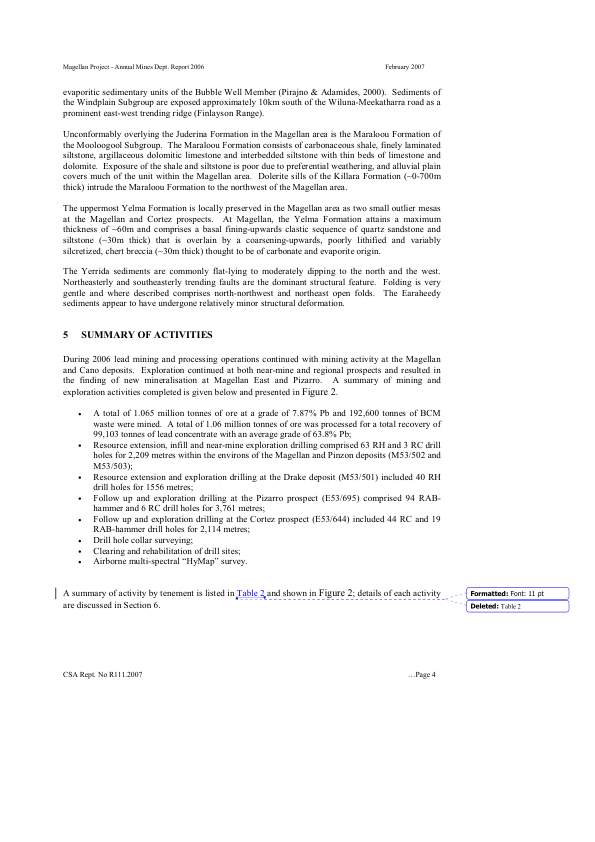 Magellan Project - Annual Mines Dept. Report 2006 February 2007
evaporitic sedimentary units of the Bubble Well Member (Pirajno & Adamides, 2000). Sediments of
the Windplain Subgroup are exposed approximately 10km south of the Wiluna-Meekatharra road as a
prominent east-west trending ridge (Finlayson Range).
Unconformably overlying the Juderina Formation in the Magellan area is the Maraloou Formation of
the Mooloogool Subgroup. The Maraloou Formation consists of carbonaceous shale, finely laminated
siltstone, argillaceous dolomitic limestone and interbedded siltstone with thin beds of limestone and
dolomite. Exposure of the shale and siltstone is poor due to preferential weathering, and alluvial plain
covers much of the unit within the Magellan area. Dolerite sills of the Killara Formation (~0-700m
thick) intrude the Maraloou Formation to the northwest of the Magellan area.
The uppermost Yelma Formation is locally preserved in the Magellan area as two small outlier mesas
at the Magellan and Cortez prospects. At Magellan, the Yelma Formation attains a maximum
thickness of ~60m and comprises a basal fining-upwards clastic sequence of quartz sandstone and
siltstone (~30m thick) that is overlain by a coarsening-upwards, poorly lithified and variably
silcretized, chert breccia (~30m thick) thought to be of carbonate and evaporite origin.
The Yerrida sediments are commonly flat-lying to moderately dipping to the north and the west.
Northeasterly and southeasterly trending faults are the dominant structural feature. Folding is very
gentle and where described comprises north-northwest and northeast open folds. The Earaheedy
sediments appear to have undergone relatively minor structural deformation.
5 SUMMARY OF ACTIVITIES
During 2006 lead mining and processing operations continued with mining activity at the Magellan
and Cano deposits. Exploration continued at both near-mine and regional prospects and resulted in
the finding of new mineralisation at Magellan East and Pizarro. A summary of mining and
exploration activities completed is given below and presented in Figure 2.
• A total of 1.065 million tonnes of ore at a grade of 7.87% Pb and 192,600 tonnes of BCM
waste were mined. A total of 1.06 million tonnes of ore was processed for a total recovery of
99,103 tonnes of lead concentrate with an average grade of 63.8% Pb;
• Resource extension, infill and near-mine exploration drilling comprised 63 RH and 3 RC drill
holes for 2,209 metres within the environs of the Magellan and Pinzon deposits (M53/502 and
M53/503);
• Resource extension and exploration drilling at the Drake deposit (M53/501) included 40 RH
drill holes for 1556 metres;
• Follow up and exploration drilling at the Pizarro prospect (E53/695) comprised 94 RAB-
hammer and 6 RC drill holes for 3,761 metres;
• Follow up and exploration drilling at the Cortez prospect (E53/644) included 44 RC and 19
RAB-hammer drill holes for 2,114 metres;
• Drill hole collar surveying;
• Clearing and rehabilitation of drill sites;
• Airborne multi-spectral “HyMap” survey.
A summary of activity by tenement is listed in Table 2 and shown in Figure 2; details of each activity
are discussed in Section 6.
Formatted: Font: 11 pt
Deleted: Table 2
CSA Rept. No R111.2007 …Page 4